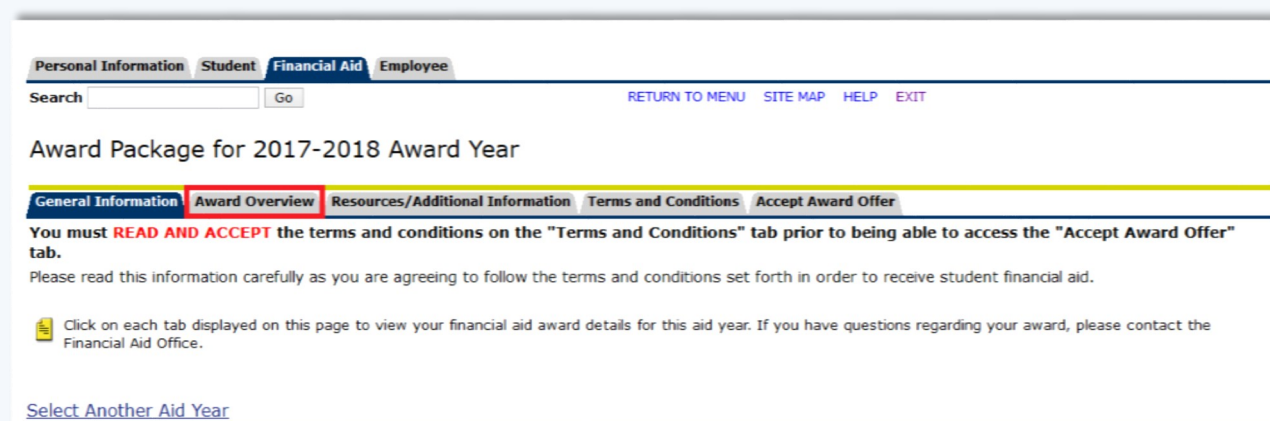 Personal Information Student Financial Aid Employee
Search Go RETURN TO MENU SITE MAP HELP EXIT
Award Package for 2017-2018 Award Year
General Information Award Overview Resources/Additional Information Terms and Conditions Accept Award Offer
You must READ AND ACCEPT the terms and conditions on the "Terms and Conditions" tab prior to being able to access the "Accept Award Offer"
tab.
Please read this information carefully as you are agreeing to follow the terms and conditions set forth in order to receive student financial aid.
Click on each tab displayed on this page to view your financial aid award details for this aid year. If you have questions regarding your award, please contact the
Financial Aid Office.
Select Another Aid Year